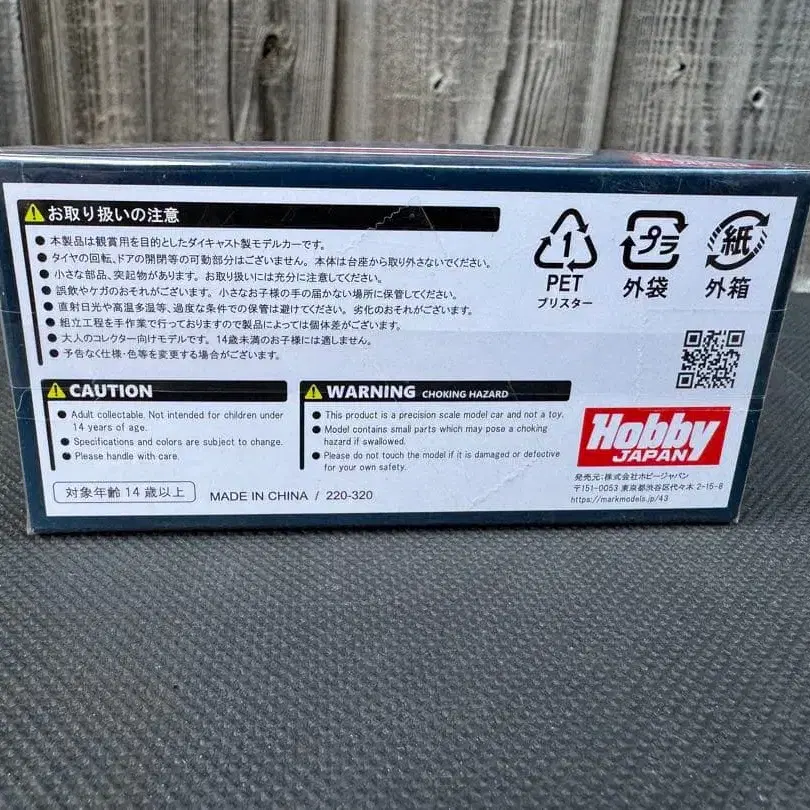 お取り扱いの注意
● 本製品は観賞用を目的としたダイキャスト製モデルカーです。
● タイヤの回転、ドアの開閉等の可動部分はございません。本体は台座から取り外さないでください。
● 小さな部品、突起物があります。お取り扱いには充分に注意してください。
● 誤飲やケガのおそれがございます。小さなお子様の手の届かない場所に保管してください。
● 直射日光や高温多湿等、過度な条件での保管は避けてください。劣化のおそれがございます。
● 組立工程を手作業で行っておりますので製品によっては個体差がございます。
● 大人のコレクター向けモデルです。14歳未満のお子様には適しません。
● 予告なく仕様・色等を変更する場合がございます。
1
PET
ブリスター
プラ
外袋
紙
外箱
CAUTION
● Adult collectable. Not intended for children under
14 years of age.
● Specifications and colors are subject to change.
● Please handle with care.
WARNING CHOKING HAZARD
● This product is a precision scale model car and not a toy.
● Model contains small parts which may pose a choking
hazard if swallowed.
● Please do not touch the model if it is damaged or defective
for your own safety.
対象年齢14歳以上
MADE IN CHINA / 220-320
Hobby
JAPAN
発売元:株式会社ホビージャパン
〒151-0053 東京都渋谷区代々木 2-15-8
https://markmodels.jp/43